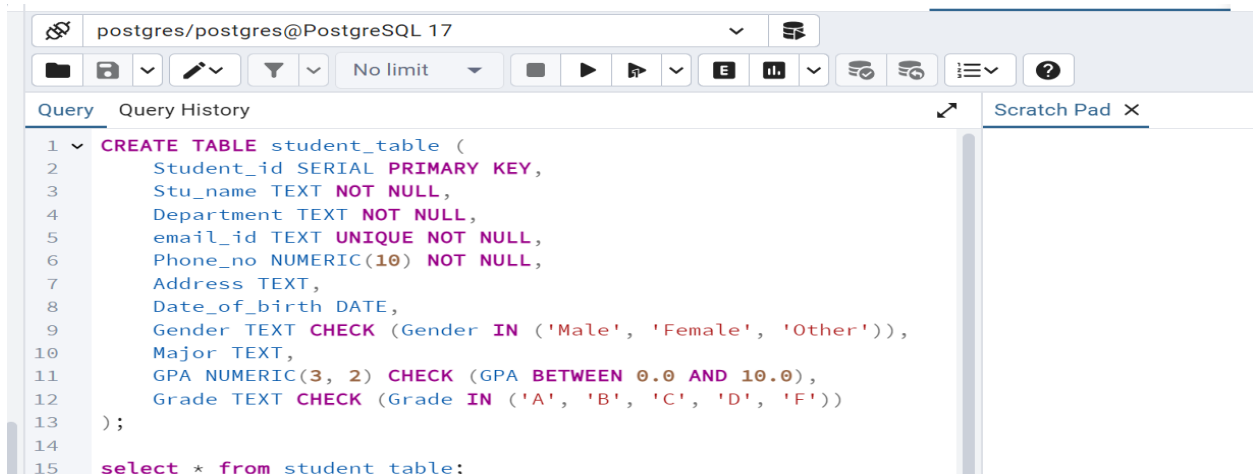 postgres/postgres@PostgreSQL 17
No limit
Query Query History
Scratch Pad
1 CREATE TABLE student_table (
2 Student_id SERIAL PRIMARY KEY,
3 Stu_name TEXT NOT NULL,
4 Department TEXT NOT NULL,
5 email_id TEXT UNIQUE NOT NULL,
6 Phone_no NUMERIC(10) NOT NULL,
7 Address TEXT,
8 Date_of_birth DATE,
9 Gender TEXT CHECK (Gender IN ('Male', 'Female', 'Other')),
10 Major TEXT,
11 GPA NUMERIC(3, 2) CHECK (GPA BETWEEN 0.0 AND 10.0),
12 Grade TEXT CHECK (Grade IN ('A', 'B', 'C', 'D', 'F'))
13 );
14
15 select * from student_table;